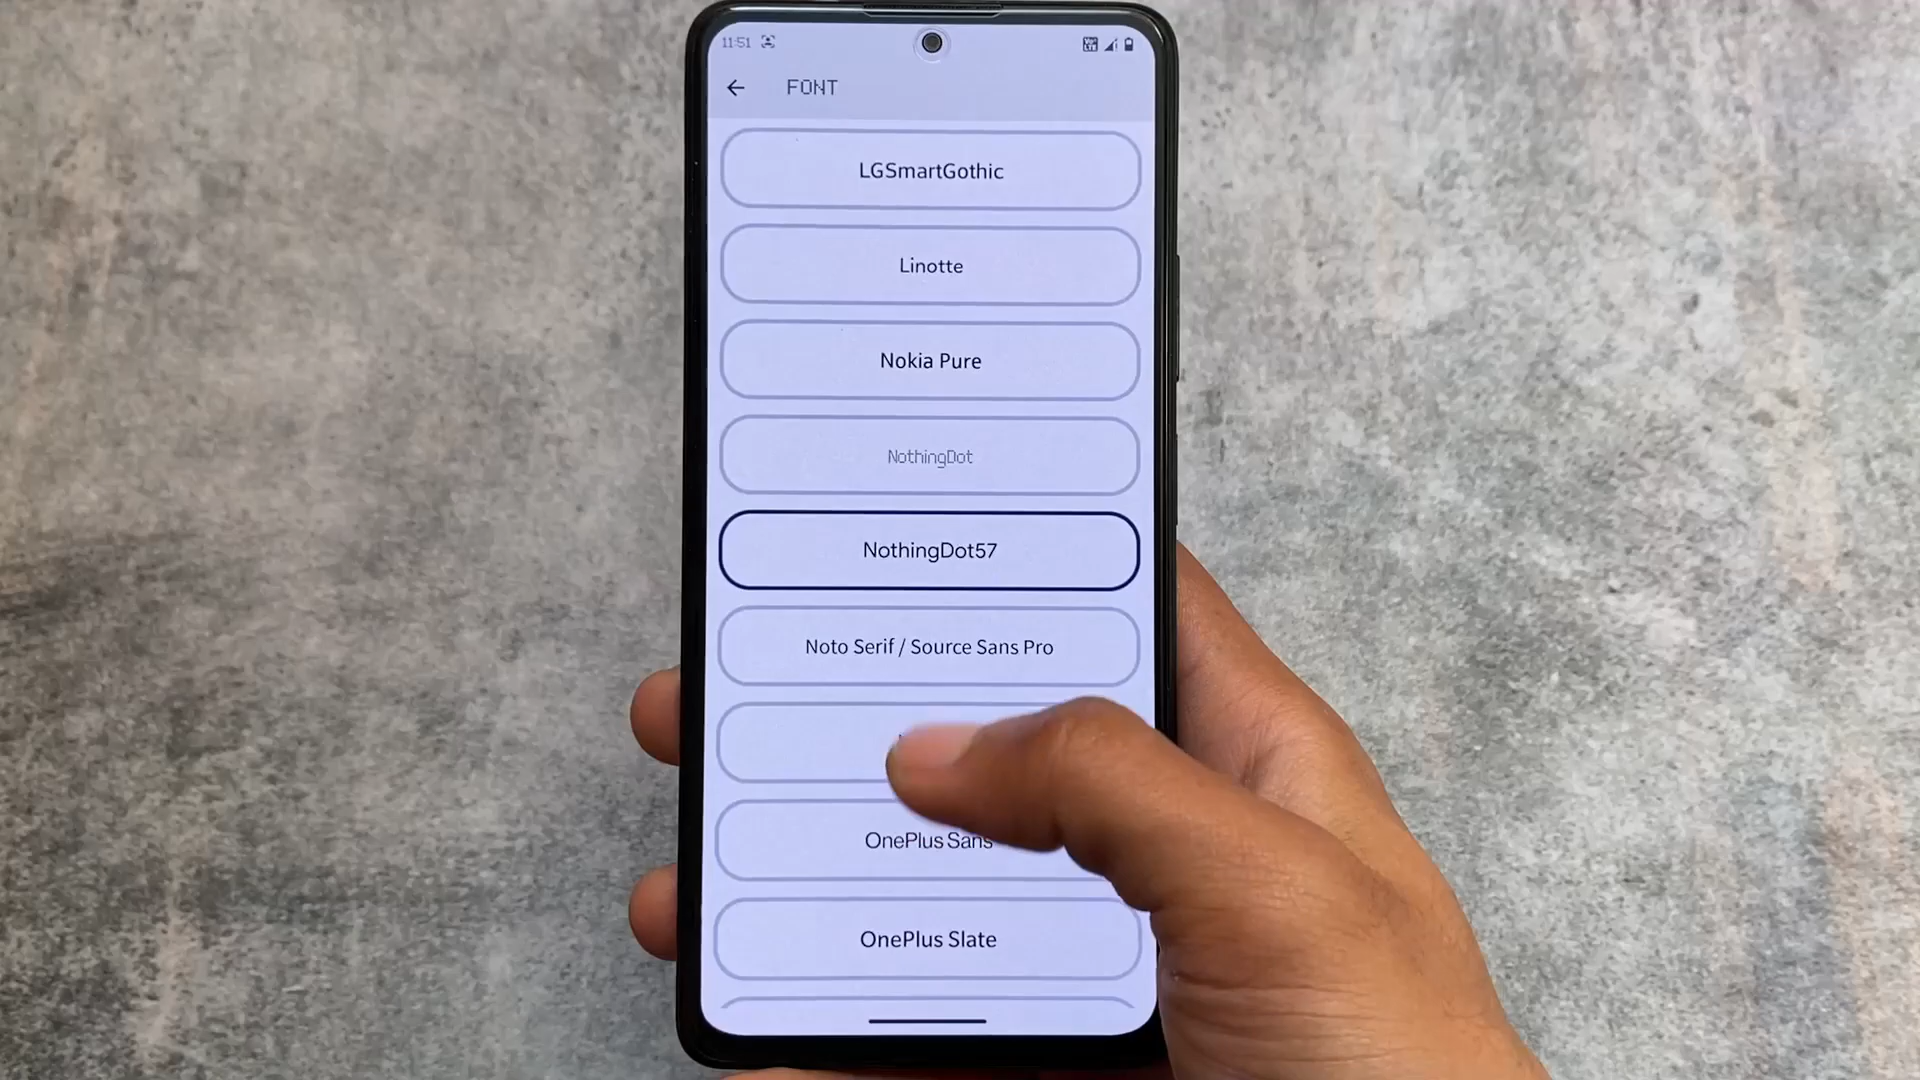 11:51
FONT
LGSmartGothic
Linotte
Nokia Pure
NothingDot
NothingDot57
Noto Serif / Source Sans Pro
OnePlus Sans
OnePlus Slate